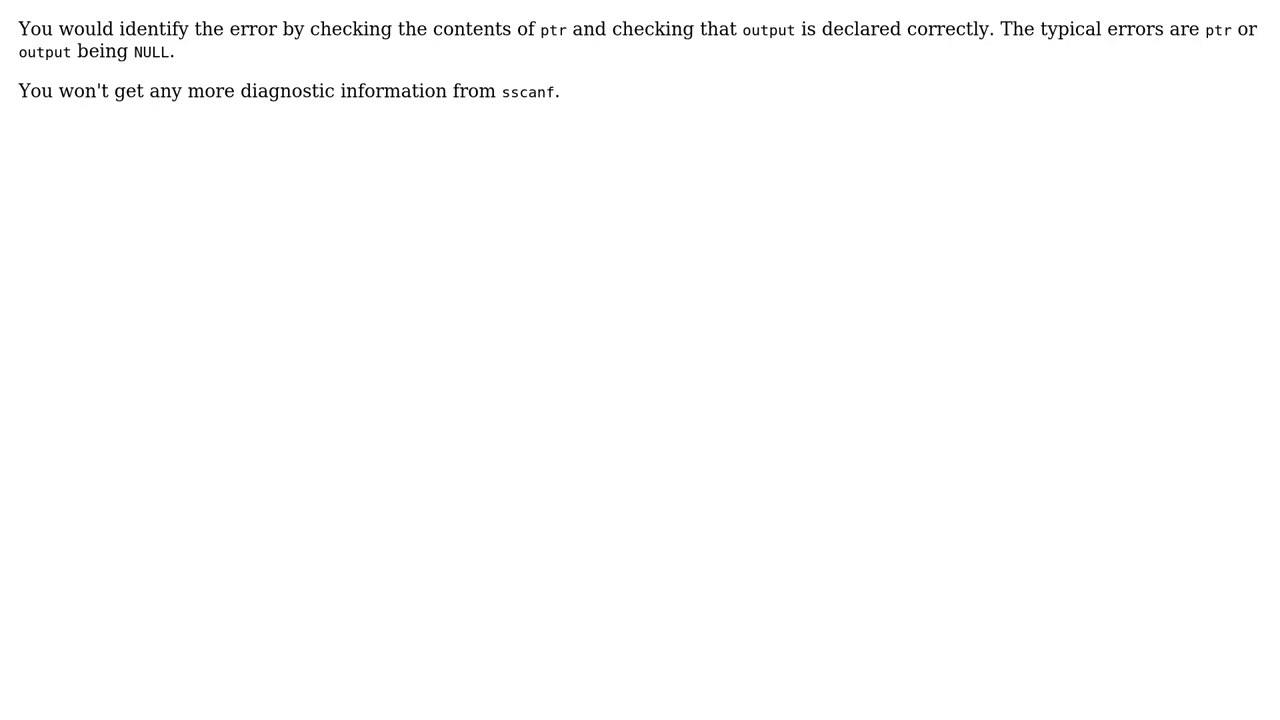 You would identify the error by checking the contents of ptr and checking that output is declared correctly. The typical errors are ptr or
output being NULL.
You won't get any more diagnostic information from sscanf.